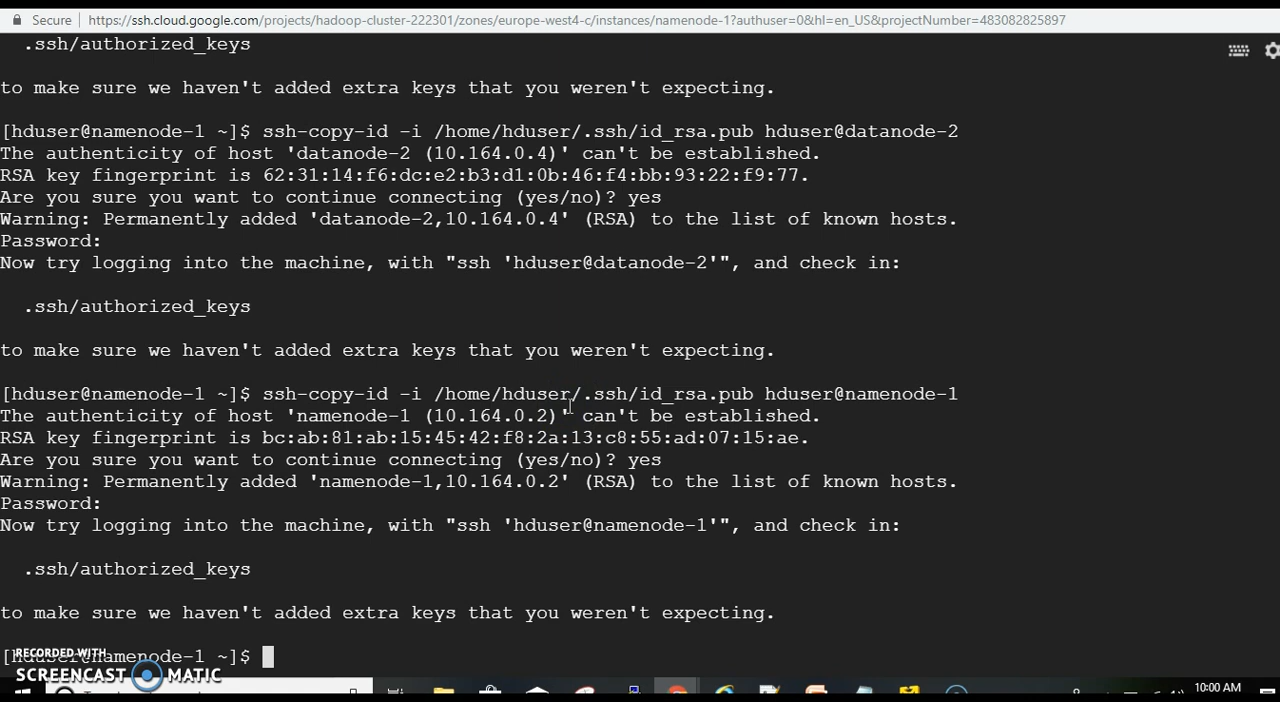 Secure
https://ssh.cloud.google.com/projects/hadoop-cluster-222301/zones/europe-west4-c/instances/namenode-1?authuser=0&hl=en_US&projectNumber=483082825897
.ssh/authorized_keys
to make sure we haven't added extra keys that you weren't expecting.
[hduser@namenode-1 ~]$ ssh-copy-id -i /home/hduser/.ssh/id_rsa.pub hduser@datanode-2
The authenticity of host 'datanode-2 (10.164.0.4)' can't be established.
RSA key fingerprint is 62:31:14:f6:dc:e2:b3:d1:0b:46:f4:bb:93:22:f9:77.
Are you sure you want to continue connecting (yes/no)? yes
Warning: Permanently added 'datanode-2,10.164.0.4' (RSA) to the list of known hosts.
Password:
Now try logging into the machine, with "ssh 'hduser@datanode-2'", and check in:
.ssh/authorized_keys
to make sure we haven't added extra keys that you weren't expecting.
[hduser@namenode-1 ~]$ ssh-copy-id -i /home/hduser/.ssh/id_rsa.pub hduser@namenode-1
The authenticity of host 'namenode-1 (10.164.0.2)' can't be established.
RSA key fingerprint is bc:ab:81:ab:15:45:42:f8:2a:13:c8:55:ad:07:15:ae.
Are you sure you want to continue connecting (yes/no)? yes
Warning: Permanently added 'namenode-1,10.164.0.2' (RSA) to the list of known hosts.
Password:
Now try logging into the machine, with "ssh 'hduser@namenode-1'", and check in:
.ssh/authorized_keys
to make sure we haven't added extra keys that you weren't expecting.
[hduser@namenode-1 ~]$
RECORDED WITH
SCREENCAST MATIC
10:00 AM